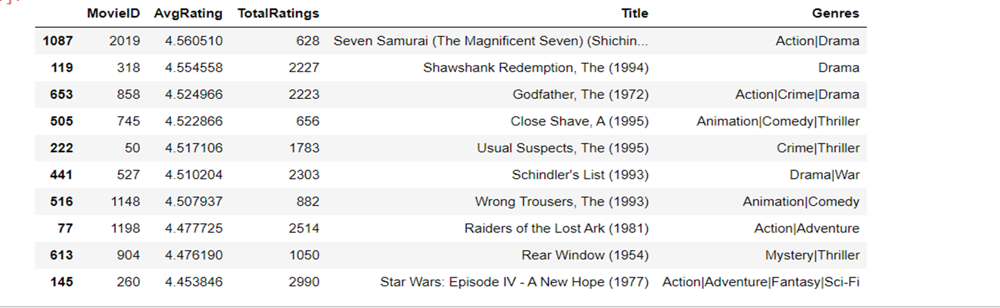 MovieID AvgRating TotalRatings Title Genres
1087 2019 4.560510 628 Seven Samurai (The Magnificent Seven) (Shichin... Action|Drama
119 318 4.554558 2227 Shawshank Redemption, The (1994) Drama
653 858 4.524966 2223 Godfather, The (1972) Action|Crime|Drama
505 745 4.522866 656 Close Shave, A (1995) Animation|Comedy|Thriller
222 50 4.517106 1783 Usual Suspects, The (1995) Crime|Thriller
441 527 4.510204 2303 Schindler's List (1993) Drama|War
516 1148 4.507937 882 Wrong Trousers, The (1993) Animation|Comedy
77 1198 4.477725 2514 Raiders of the Lost Ark (1981) Action|Adventure
613 904 4.476190 1050 Rear Window (1954) Mystery|Thriller
145 260 4.453846 2990 Star Wars: Episode IV - A New Hope (1977) Action|Adventure|Fantasy|Sci-Fi